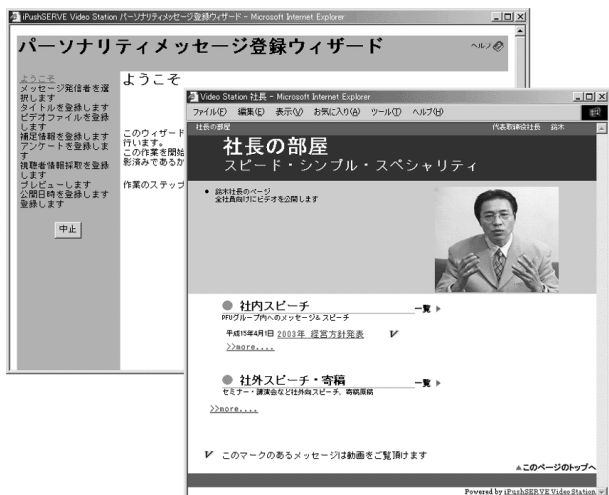 iPushSERVE Video Station パーソナリティメッセージ登録ウィザード - Microsoft Internet Explorer
パーソナリティメッセージ登録ウィザード
ヘルプ
ようこそ
メッセージ発信者を選
択します
タイトルを登録します
ビデオファイルを登録
します
補足情報を登録します
アンケートを登録しま
す
視聴者情報採取を登録
します
プレビューします
公開日時を登録します
登録します
中止
ようこそ
このウィザード
行います。
この作業を開始
影済みであるか
作業のステップ
Video Station 社長 - Microsoft Internet Explorer
ファイル(F) 編集(E) 表示(V) お気に入り(A) ツール(T) ヘルプ(H)
社長の部屋
代表取締役社長 鈴木
社長の部屋
スピード・シンプル・スペシャリティ
鈴木社長のページ
全社員向けにビデオを公開します
社内スピーチ
一覧
PFUグループ内へのメッセージ& スピーチ
平成15年4月1日 2003年 経営方針発表
>>more....
社外スピーチ・寄稿
一覧
セミナー・講演会など社外向スピーチ、寄稿原稿
>>more....
このマークのあるメッセージは動画をご覧頂けます
▲このページのトップへ
Powered by iPushSERVE Video Station